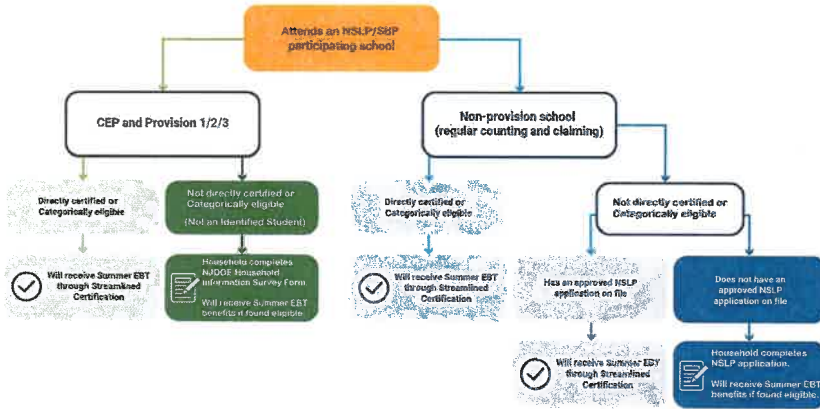 Attends an NSLP/SBP
participating school
CEP and Provision 1/2/3
Non-provision school
(regular counting and claiming)
Directly certified or
Categorically eligible
Not directly certified or
Categorically eligible
(Not an Identified Student)
Directly certified or
Categorically eligible
Not directly certified or
Categorically eligible
Will receive Summer EBT
through Streamlined
Certification
Household completes
NJDOE Household
Information Survey Form.
Will receive Summer EBT
benefits if found eligible.
Will receive Summer EBT
through Streamlined
Certification
Has an approved NSLP
application on file
Does not have an
approved NSLP
application on file
Will receive Summer EBT
through Streamlined
Certification
Household completes
NSLP application.
Will receive Summer EBT
benefits if found eligible.